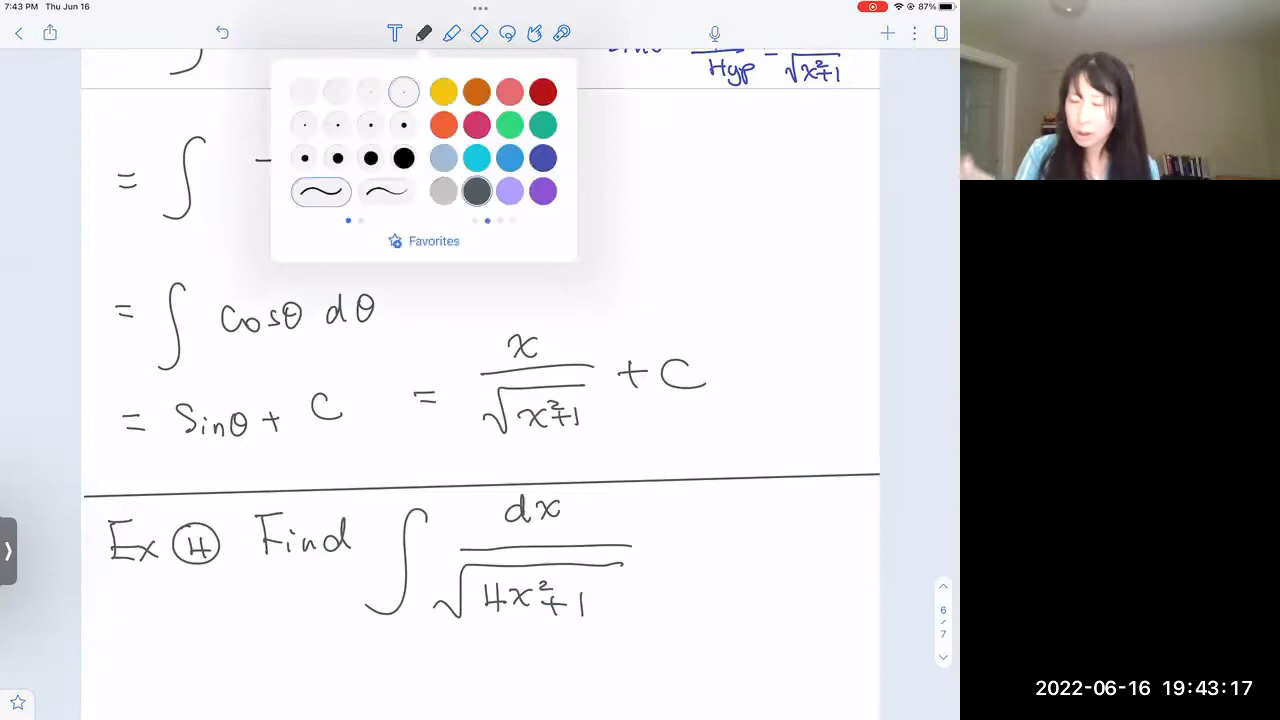 7:43 PM Thu Jun 16
87%
T
Hyp = √(x²+1)
= ∫ -
Favorites
= ∫ cosθ dθ
= sinθ + C = x / √(x²+1) + C
Ex ④ Find ∫ dx / √(4x²+1)
6
/
7
2022-06-16 19:43:17